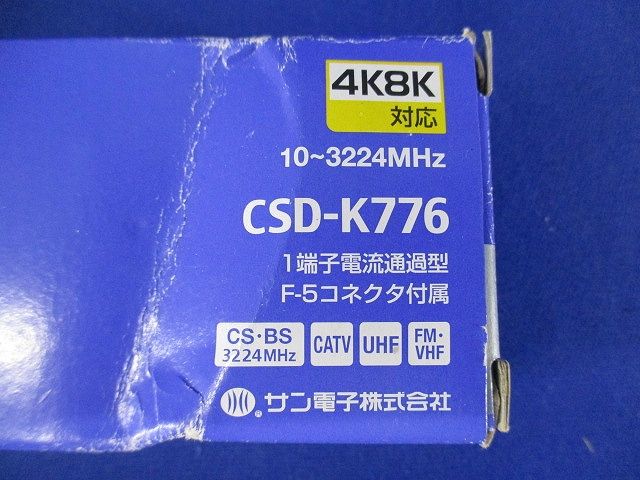 4K8K
対応
10~3224MHz
CSD-K776
1端子電流通過型
F-5コネクタ付属
CS・BS
3224MHz
CATV
UHF
FM・
VHF
® サン電子株式会社